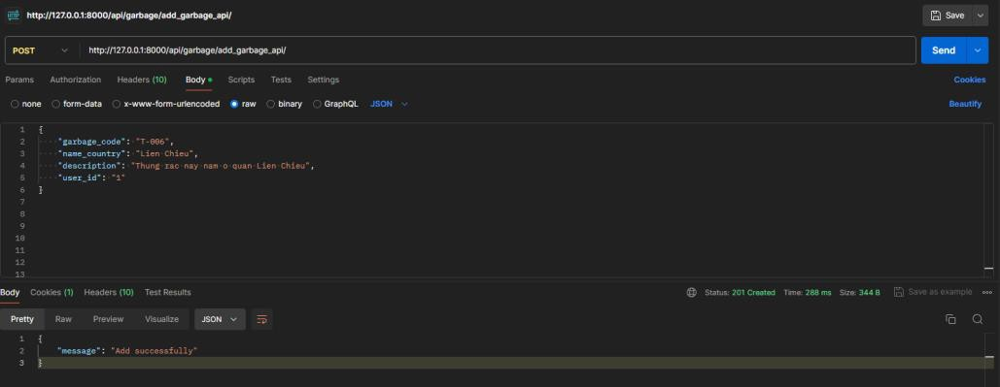 HTTP http://127.0.0.1:8000/api/garbage/add_garbage_api/ Save
POST http://127.0.0.1:8000/api/garbage/add_garbage_api/ Send
Params Authorization Headers (10) Body Scripts Tests Settings Cookies
none form-data x-www-form-urlencoded raw binary GraphQL JSON Beautify
1 {
2 "garbage_code": "T-006",
3 "name_country": "Lien Chieu",
4 "description": "Thung rac nay nam o quan Lien Chieu",
5 "user_id": "1"
6 }
7
8
9
10
11
12
13
Body Cookies (1) Headers (10) Test Results Status: 201 Created Time: 288 ms Size: 344 B Save as example
Pretty Raw Preview Visualize JSON
1 {
2 "message": "Add successfully"
3 }